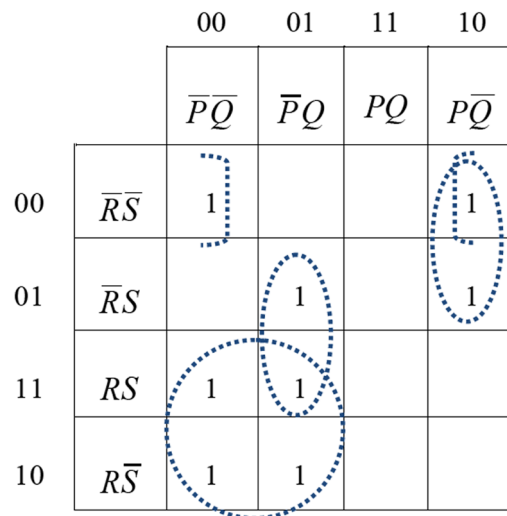 00 01 11 10
P̅Q̅ P̅Q PQ PQ̅
00 R̅S̅ 1 1
01 R̅S 1 1
11 RS 1 1
10 RS̅ 1 1